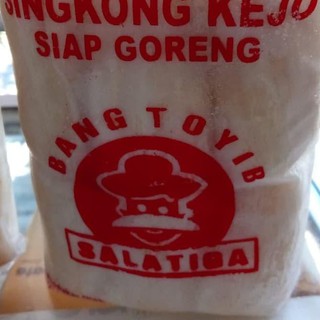 SINGKONG KEJU
SIAP GORENG
BANG TOYIB
SALATIGA